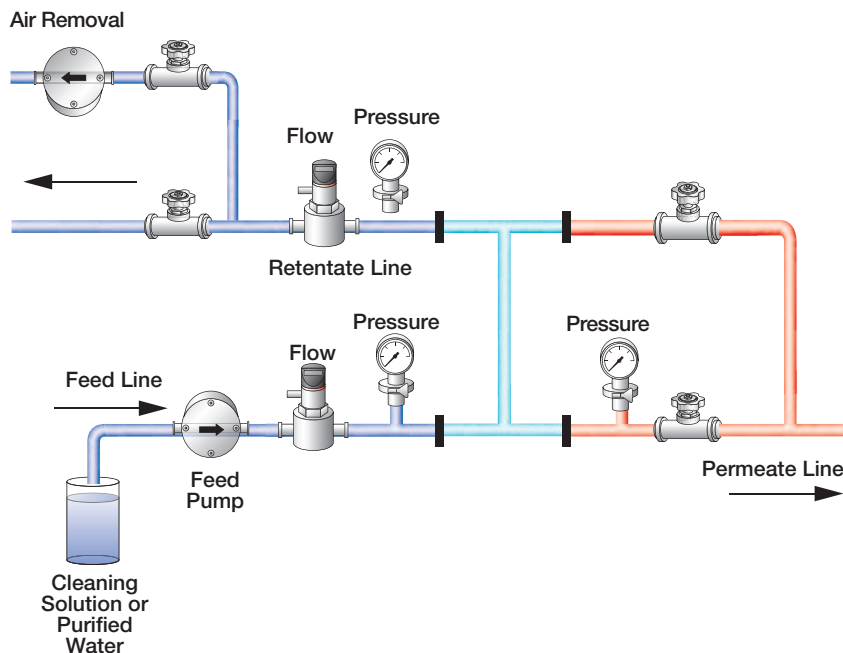 Air Removal
Pressure
Flow
Retentate Line
Pressure
Pressure
Flow
Feed Line
Permeate Line
Feed
Pump
Cleaning
Solution or
Purified
Water